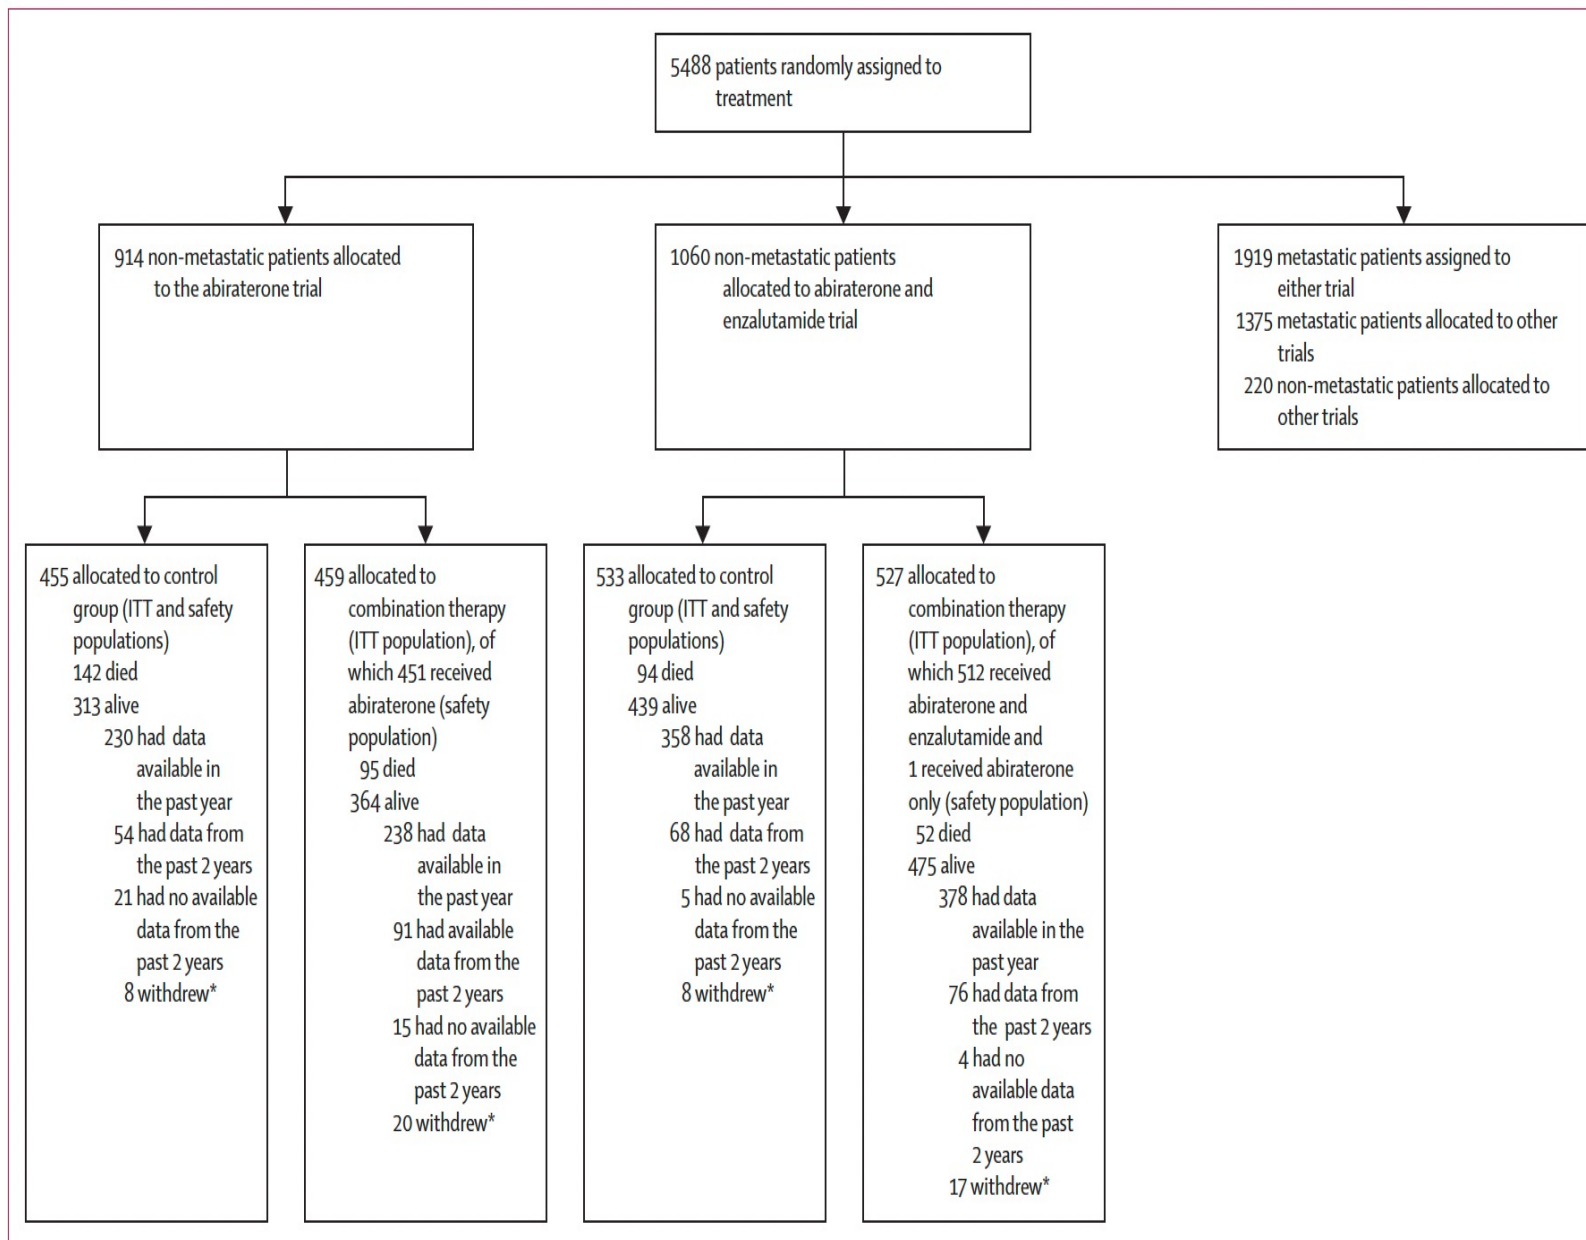 5488 patients randomly assigned to
treatment
914 non-metastatic patients allocated
to the abiraterone trial
1060 non-metastatic patients
allocated to abiraterone and
enzalutamide trial
1919 metastatic patients assigned to
either trial
1375 metastatic patients allocated to other
trials
220 non-metastatic patients allocated to
other trials
455 allocated to control
group (ITT and safety
populations)
142 died
313 alive
230 had data
available in
the past year
54 had data from
the past 2 years
21 had no available
data from the
past 2 years
8 withdrew*
459 allocated to
combination therapy
(ITT population), of
which 451 received
abiraterone (safety
population)
95 died
364 alive
238 had data
available in
the past year
91 had available
data from the
past 2 years
15 had no available
data from the
past 2 years
20 withdrew*
533 allocated to control
group (ITT and safety
populations)
94 died
439 alive
358 had data
available in
the past year
68 had data from
the past 2 years
5 had no available
data from the
past 2 years
8 withdrew*
527 allocated to
combination therapy
(ITT population), of
which 512 received
abiraterone and
enzalutamide and
1 received abiraterone
only (safety population)
52 died
475 alive
378 had data
available in the
past year
76 had data from
the past 2 years
4 had no
available data
from the past
2 years
17 withdrew*